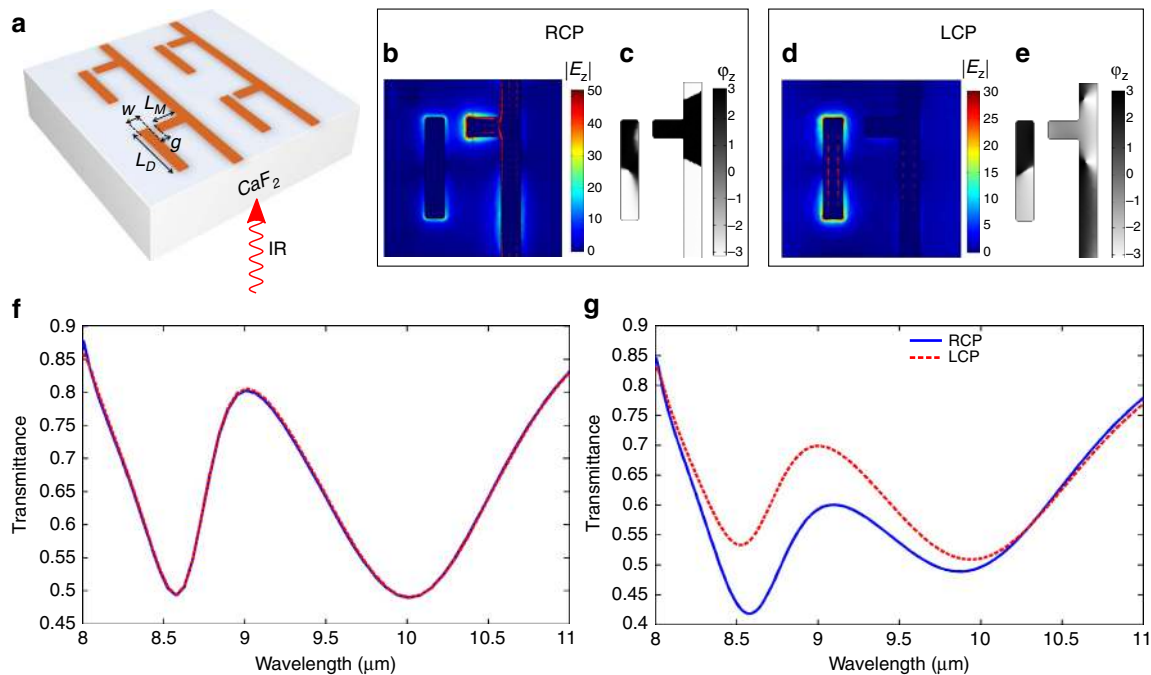 a
L_M
w
g
L_D
CaF₂
IR
RCP
b
|E_z|
50
40
30
20
10
0
c
φ_z
3
2
1
0
−1
−2
−3
LCP
d
|E_z|
30
25
20
15
10
5
0
e
φ_z
3
2
1
0
−1
−2
−3
f
0.9
0.85
0.8
0.75
0.7
0.65
0.6
0.55
0.5
0.45
Transmittance
8 8.5 9 9.5 10 10.5 11
Wavelength (μm)
g
RCP
LCP
0.9
0.85
0.8
0.75
0.7
0.65
0.6
0.55
0.5
0.45
0.4
Transmittance
8 8.5 9 9.5 10 10.5 11
Wavelength (μm)